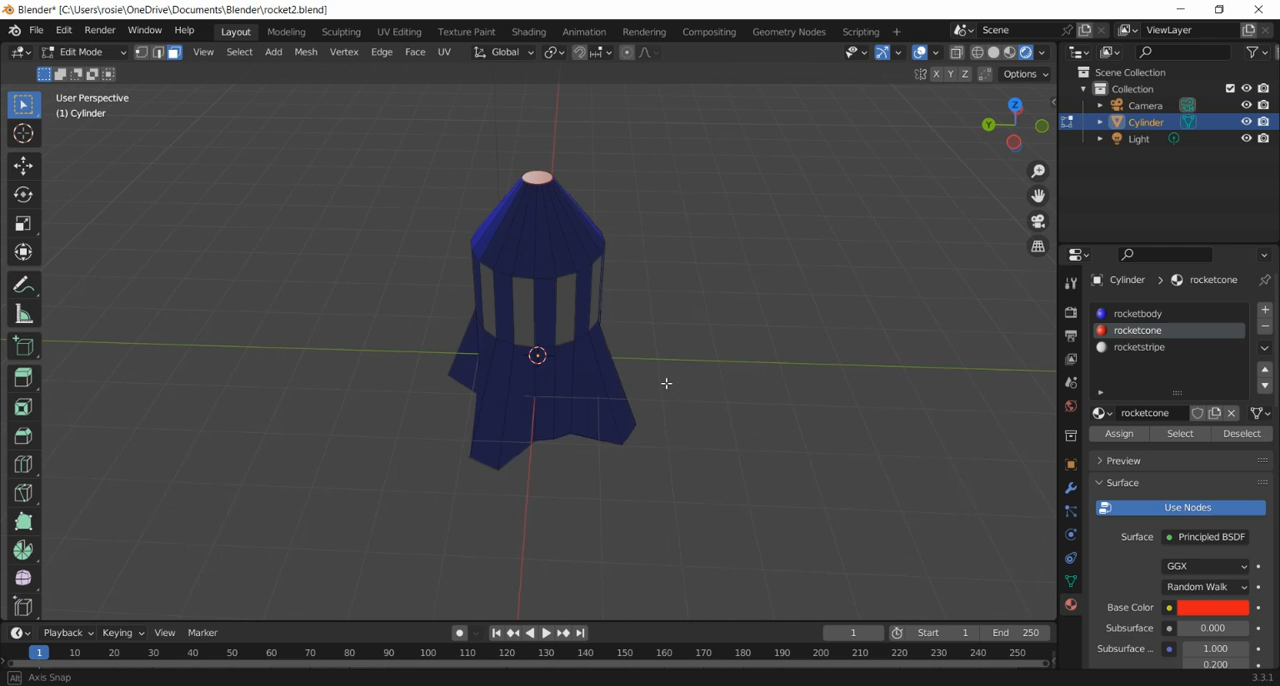 Blender* [C:\Users\rosie\OneDrive\Documents\Blender\rocket2.blend]
File Edit Render Window Help Layout Modeling Sculpting UV Editing Texture Paint Shading Animation Rendering Compositing Geometry Nodes Scripting + Scene ViewLayer
Edit Mode View Select Add Mesh Vertex Edge Face UV Global
X Y Z Options
User Perspective
(1) Cylinder
Z
Y
Scene Collection
Collection
Camera
Cylinder
Light
Cylinder > rocketcone
rocketbody
rocketcone
rocketstripe
rocketcone
Assign Select Deselect
Preview
Surface
Use Nodes
Surface Principled BSDF
GGX
Random Walk
Base Color
Subsurface 0.000
Subsurface ... 1.000
0.200
Playback Keying View Marker 1 Start 1 End 250
1 10 20 30 40 50 60 70 80 90 100 110 120 130 140 150 160 170 180 190 200 210 220 230 240 250
Alt Axis Snap 3.3.1